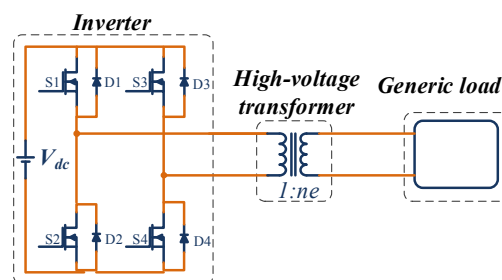 Inverter
S1
D1
S3
D3
High-voltage
transformer
Generic load
V_dc
1:ne
S2
D2
S4
D4